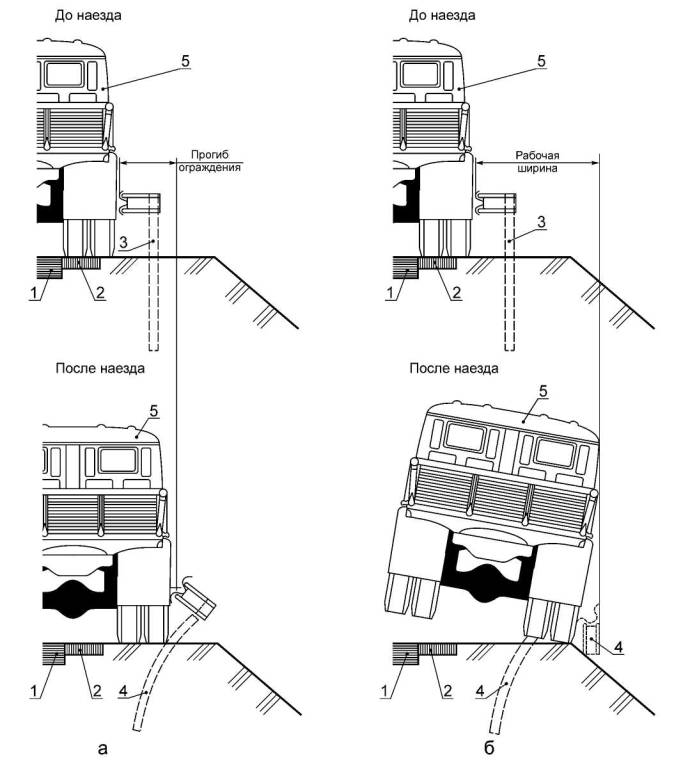 До наезда
До наезда
5
5
Прогиб
ограждения
Рабочая
ширина
3
3
1
2
1
2
После наезда
После наезда
5
5
4
1
2
4
1
2
4
а
б